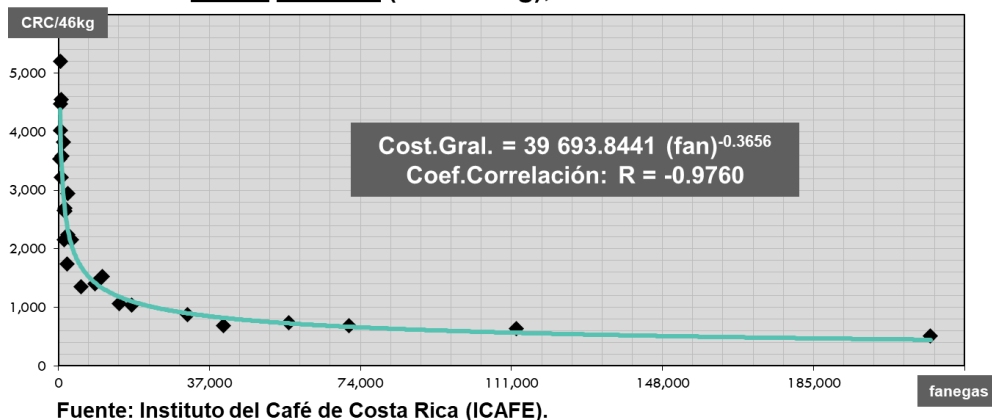 CRC/46kg
5,000
4,000
3,000
2,000
1,000
0
Cost.Gral. = 39 693.8441 (fan)-0.3656
Coef.Correlación: R = -0.9760
0 37,000 74,000 111,000 148,000 185,000
fanegas
Fuente: Instituto del Café de Costa Rica (ICAFE).